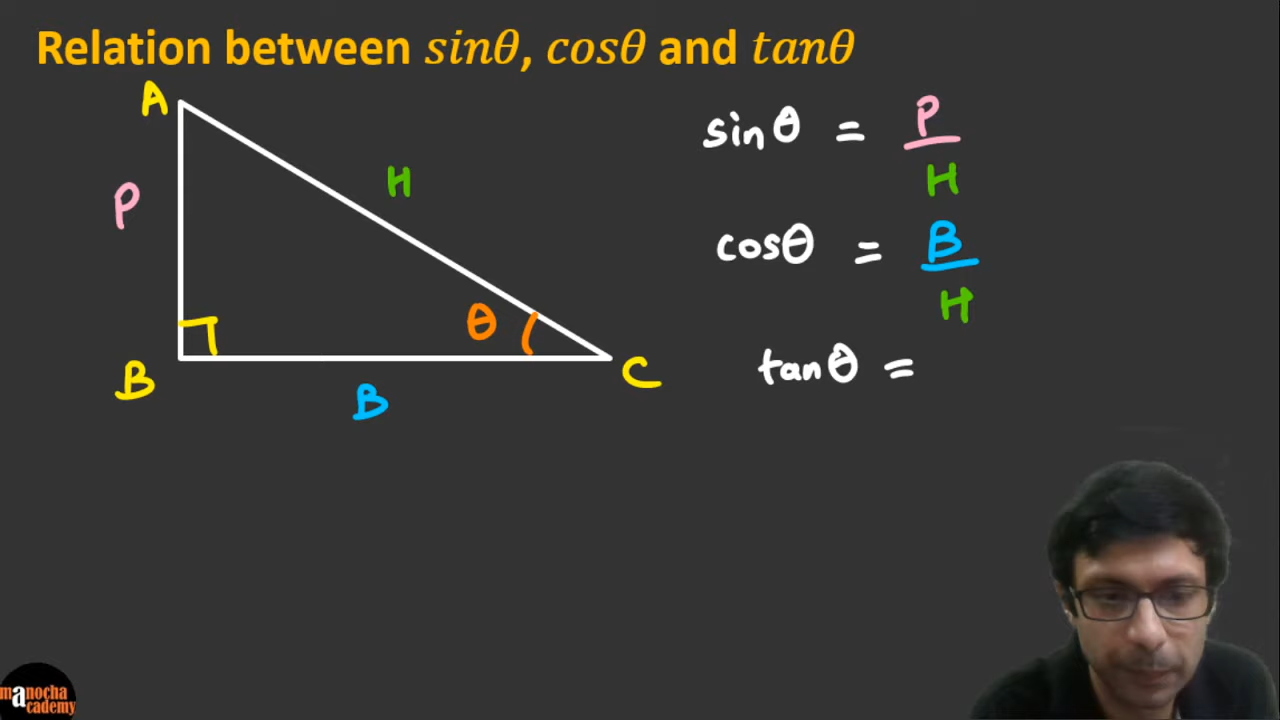 Relation between sinθ, cosθ and tanθ
A
P
H
θ
B
C
B
sinθ = P/H
cosθ = B/H
tanθ =
manocha
academy